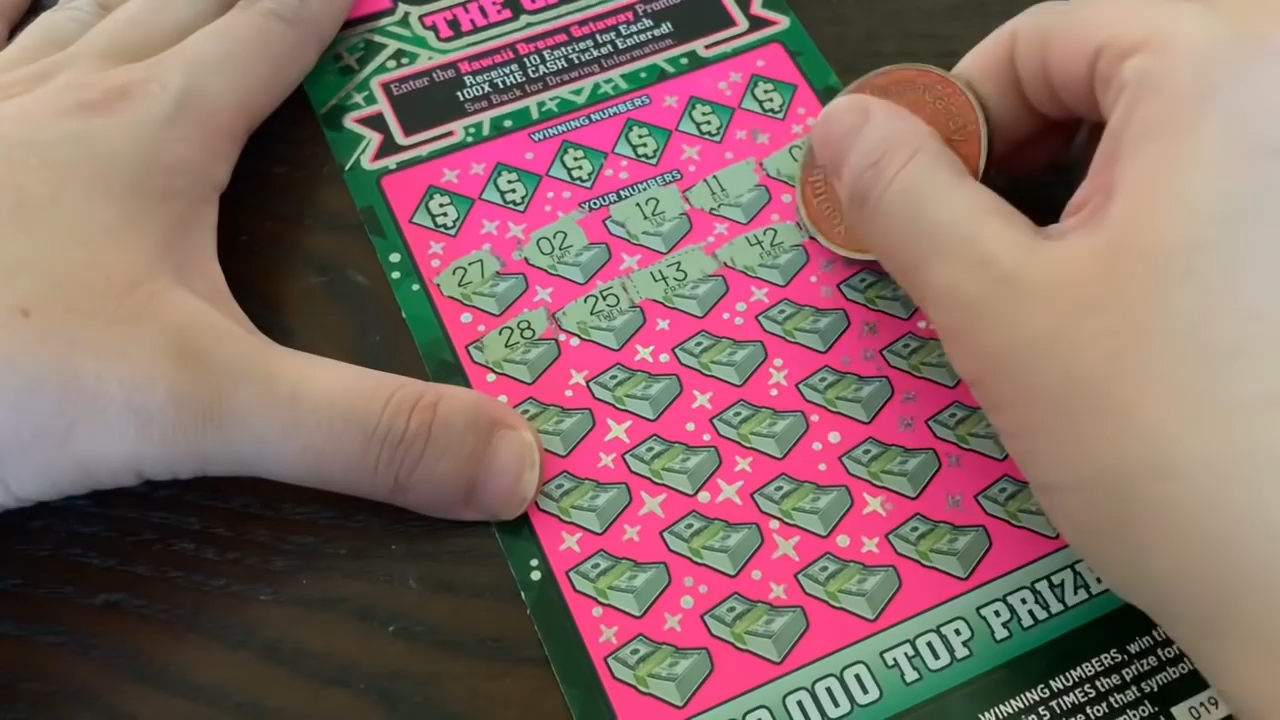 THE
Enter the Hawaii Dream Getaway
Receive 10 Entries for Each
100X THE CASH Ticket Entered!
See Back for Drawing Information.
WINNING NUMBERS
$ $ $ $ $
YOUR NUMBERS
27 02 12 11
TWO
28 25 43 42
000 TOP PRIZE
WINNING NUMBERS, win
5 TIMES the prize for
for that symbol
019